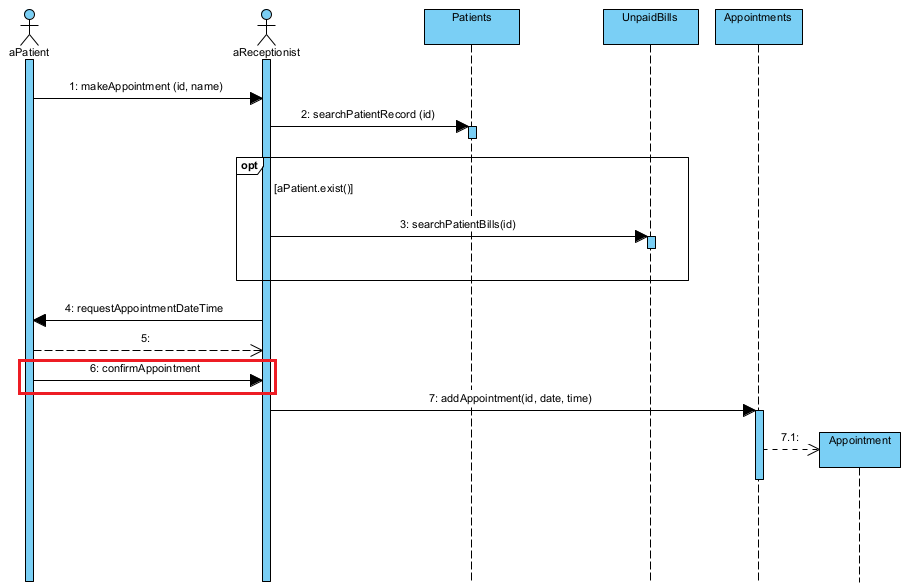 Patients
UnpaidBills
Appointments
aPatient
aReceptionist
1: makeAppointment (id, name)
2: searchPatientRecord (id)
opt
[aPatient.exist()]
3: searchPatientBills(id)
4: requestAppointmentDateTime
5:
6: confirmAppointment
7: addAppointment(id, date, time)
7.1:
Appointment